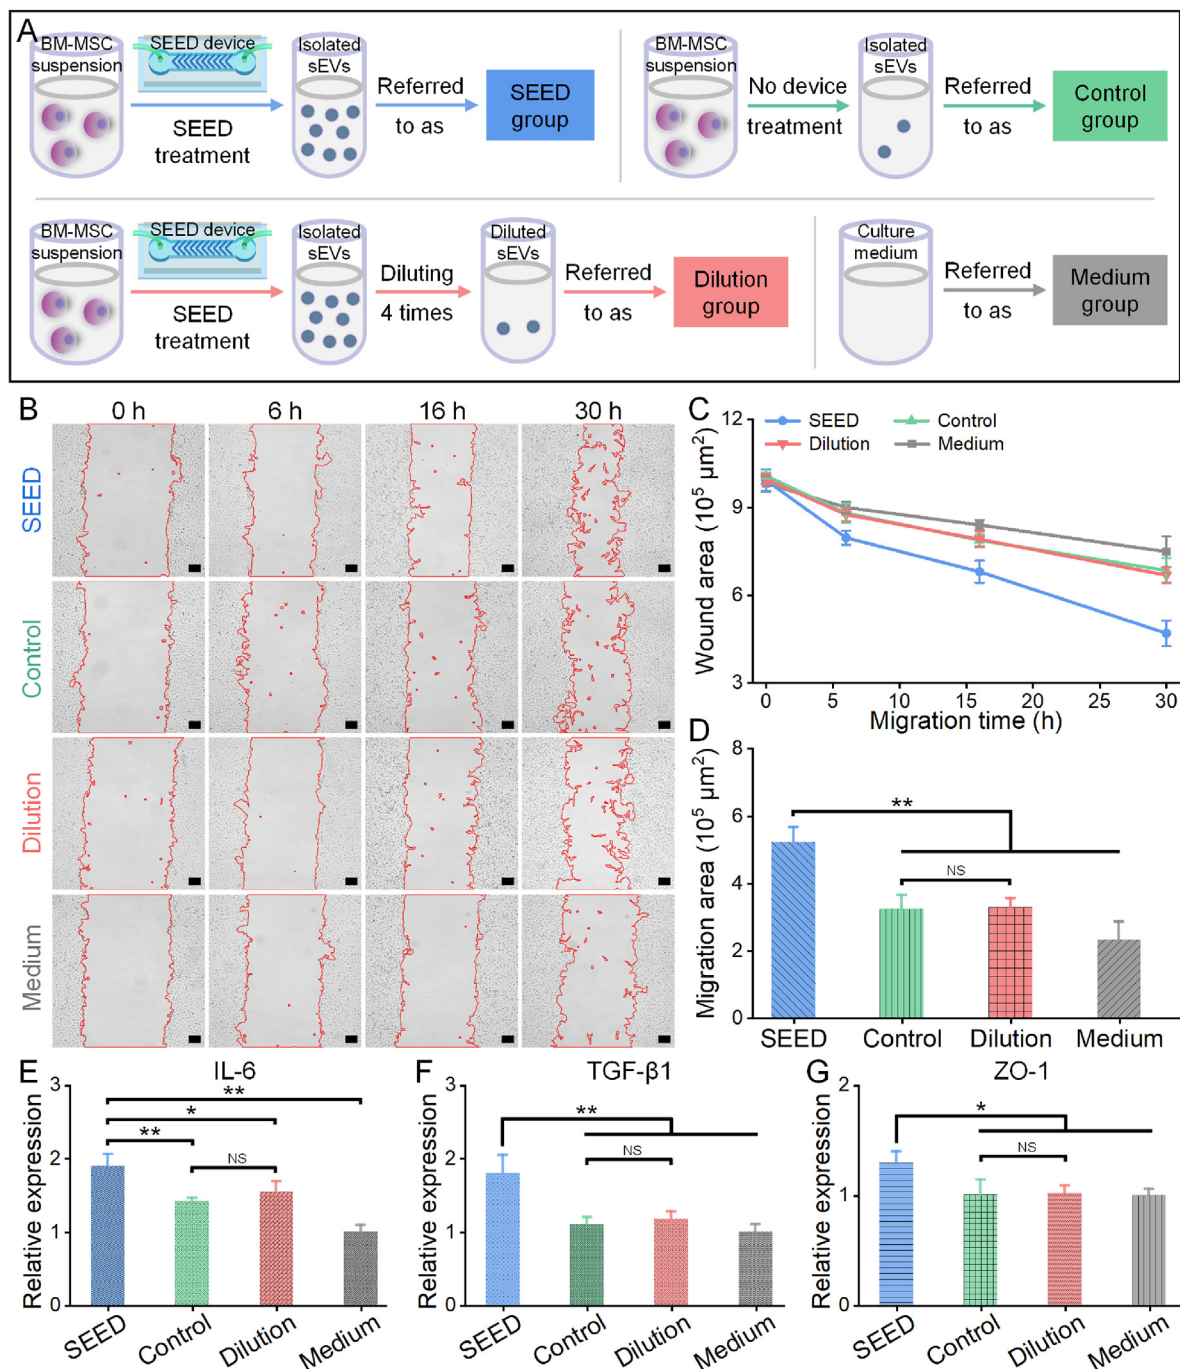 A
BM-MSC suspension
SEED device
SEED treatment
Isolated sEVs
Referred to as
SEED group
BM-MSC suspension
No device treatment
Isolated sEVs
Referred to as
Control group
BM-MSC suspension
SEED device
SEED treatment
Isolated sEVs
Diluting 4 times
Diluted sEVs
Referred to as
Dilution group
Culture medium
Referred to as
Medium group
B
0 h 6 h 16 h 30 h
SEED
Control
Dilution
Medium
C
SEED Control
Dilution Medium
Wound area (10⁵ μm²)
12
9
6
3
0 5 10 15 20 25 30
Migration time (h)
D
Migration area (10⁵ μm²)
8
6
4
2
0
**
NS
SEED Control Dilution Medium
E
IL-6
Relative expression
3
2
1
0
**
*
**
NS
SEED Control Dilution Medium
F
TGF-β1
Relative expression
3
2
1
0
**
NS
SEED Control Dilution Medium
G
ZO-1
Relative expression
2
1
0
*
NS
SEED Control Dilution Medium